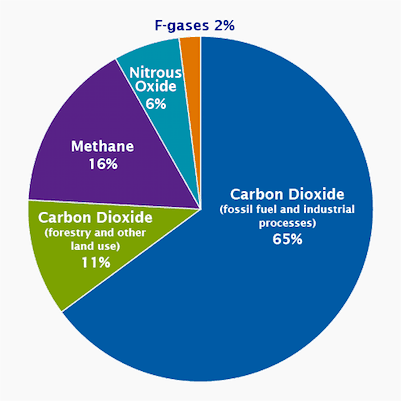 F-gases 2%
Nitrous
Oxide
6%
Methane
16%
Carbon Dioxide
(forestry and other
land use)
11%
Carbon Dioxide
(fossil fuel and industrial
processes)
65%